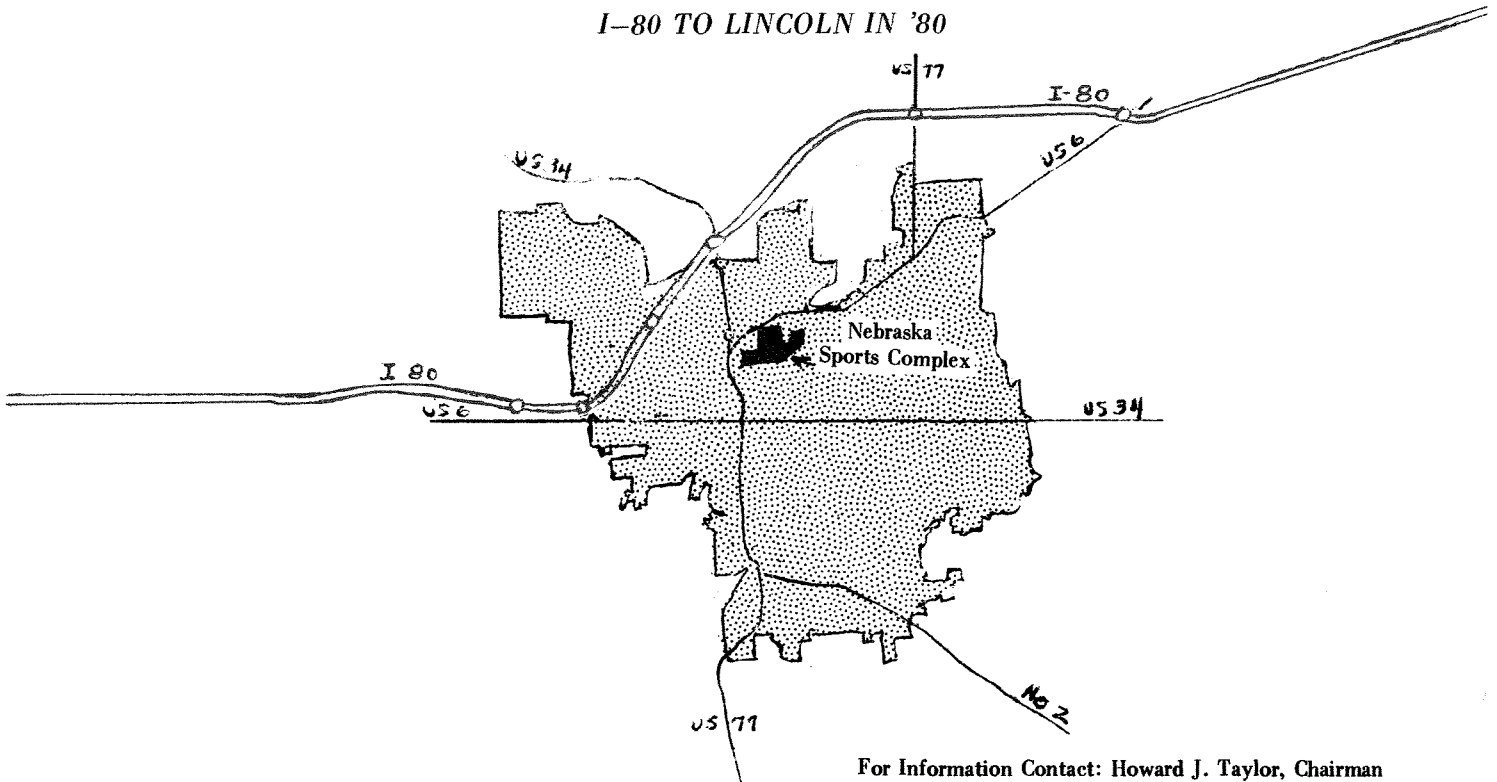 I–80 TO LINCOLN IN '80
US 77
I-80
US 34
US 6
Nebraska
Sports Complex
I 80
US 6
US 34
No 2
US 77
For Information Contact: Howard J. Taylor, Chairman